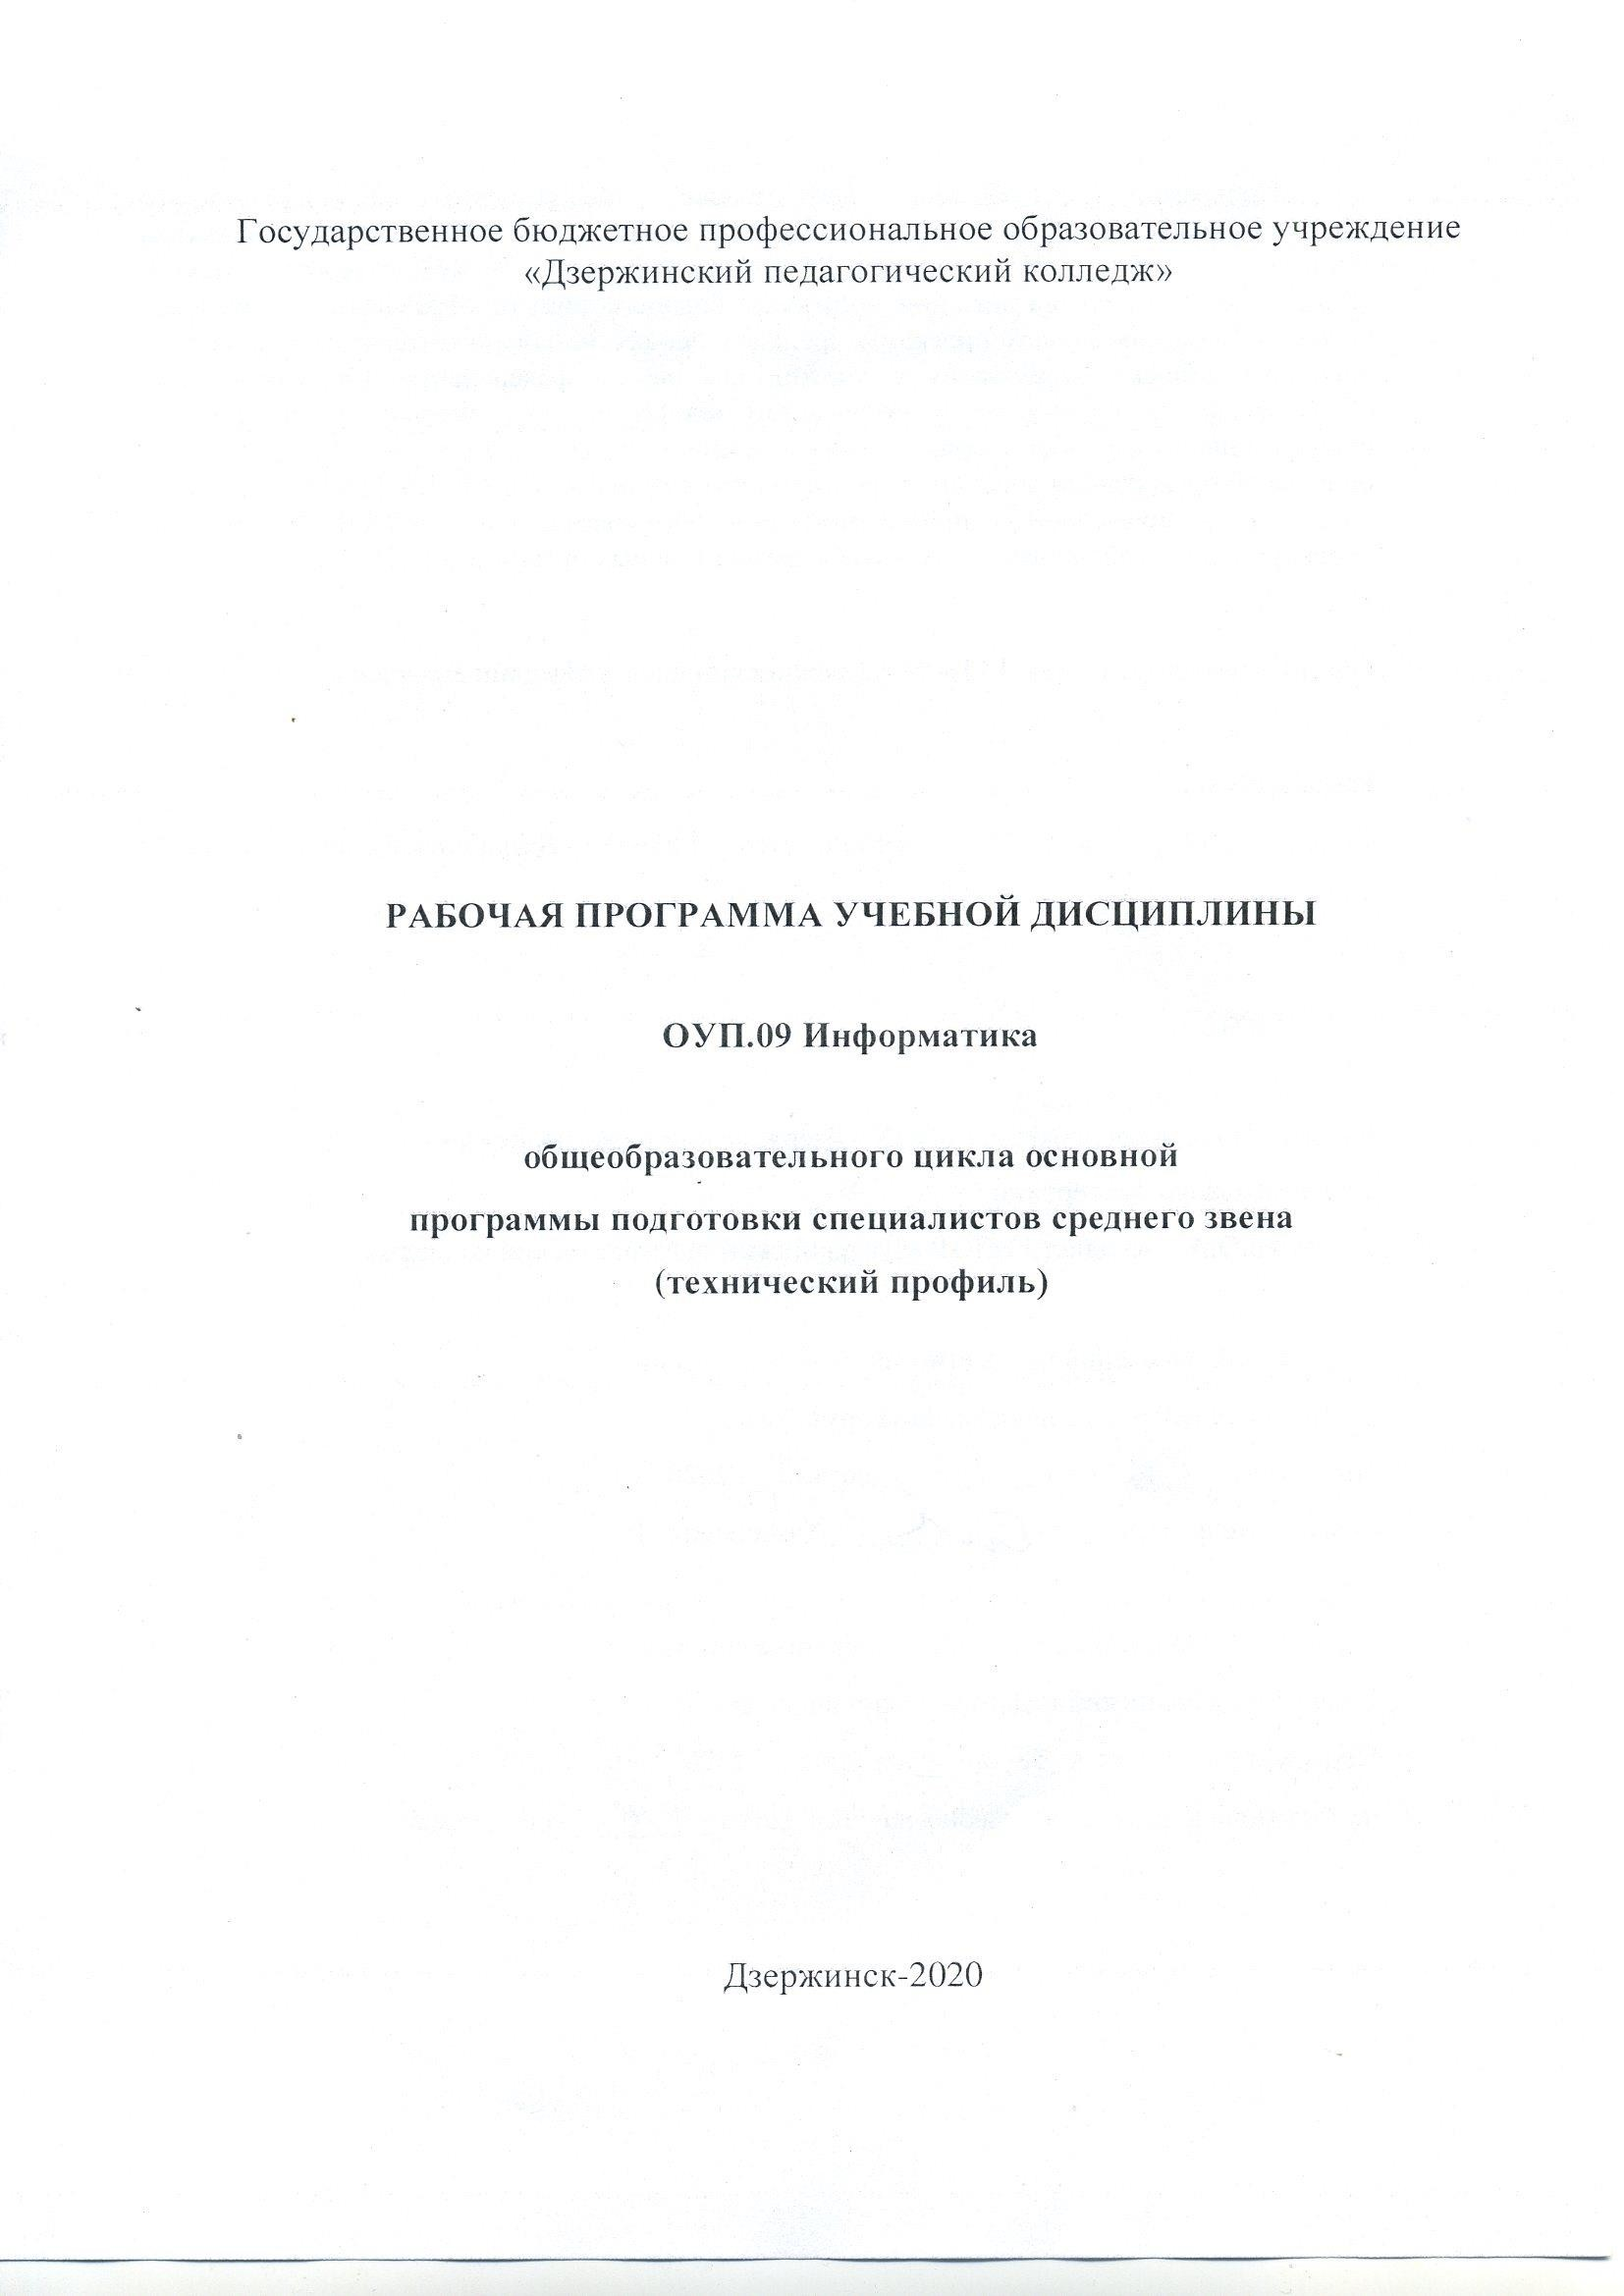 Государственное бюджетное профессиональное образовательное учреждение
«Дзержинский педагогический колледж»
РАБОЧАЯ ПРОГРАММА УЧЕБНОЙ ДИСЦИПЛИНЫ
ОУП.09 Информатика
общеобразовательного цикла основной
программы подготовки специалистов среднего звена
(технический профиль)
Дзержинск-2020